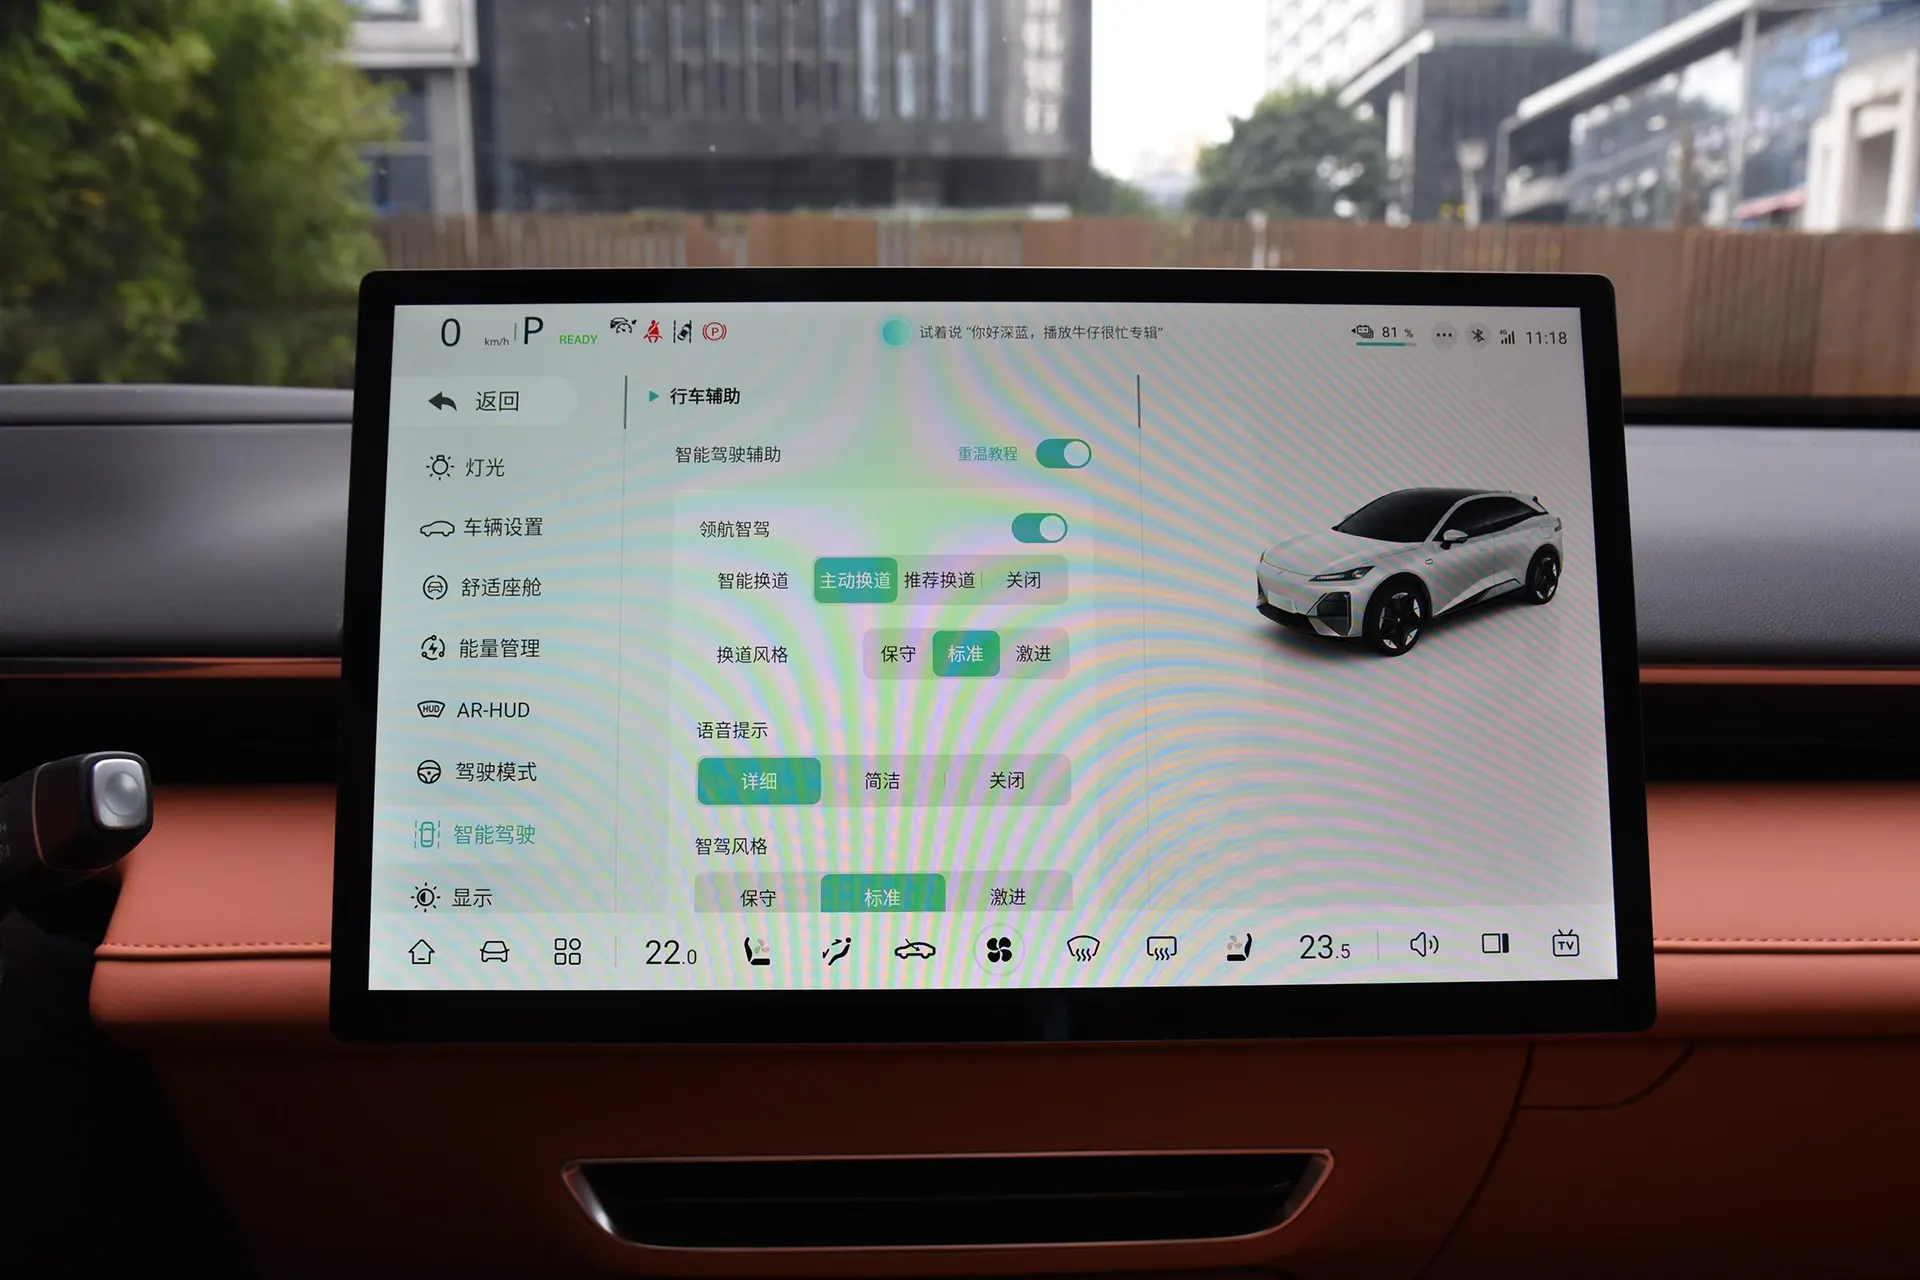 0 km/h P READY
试着说“你好深蓝，播放牛仔很忙专辑”
81 %
4G
11:18
返回
灯光
车辆设置
舒适座舱
能量管理
HUD AR-HUD
驾驶模式
智能驾驶
显示
行车辅助
智能驾驶辅助 重温教程
领航智驾
智能换道 主动换道 推荐换道 关闭
换道风格 保守 标准 激进
语音提示
详细 简洁 关闭
智驾风格
保守 标准 激进
22.0 23.5 TV